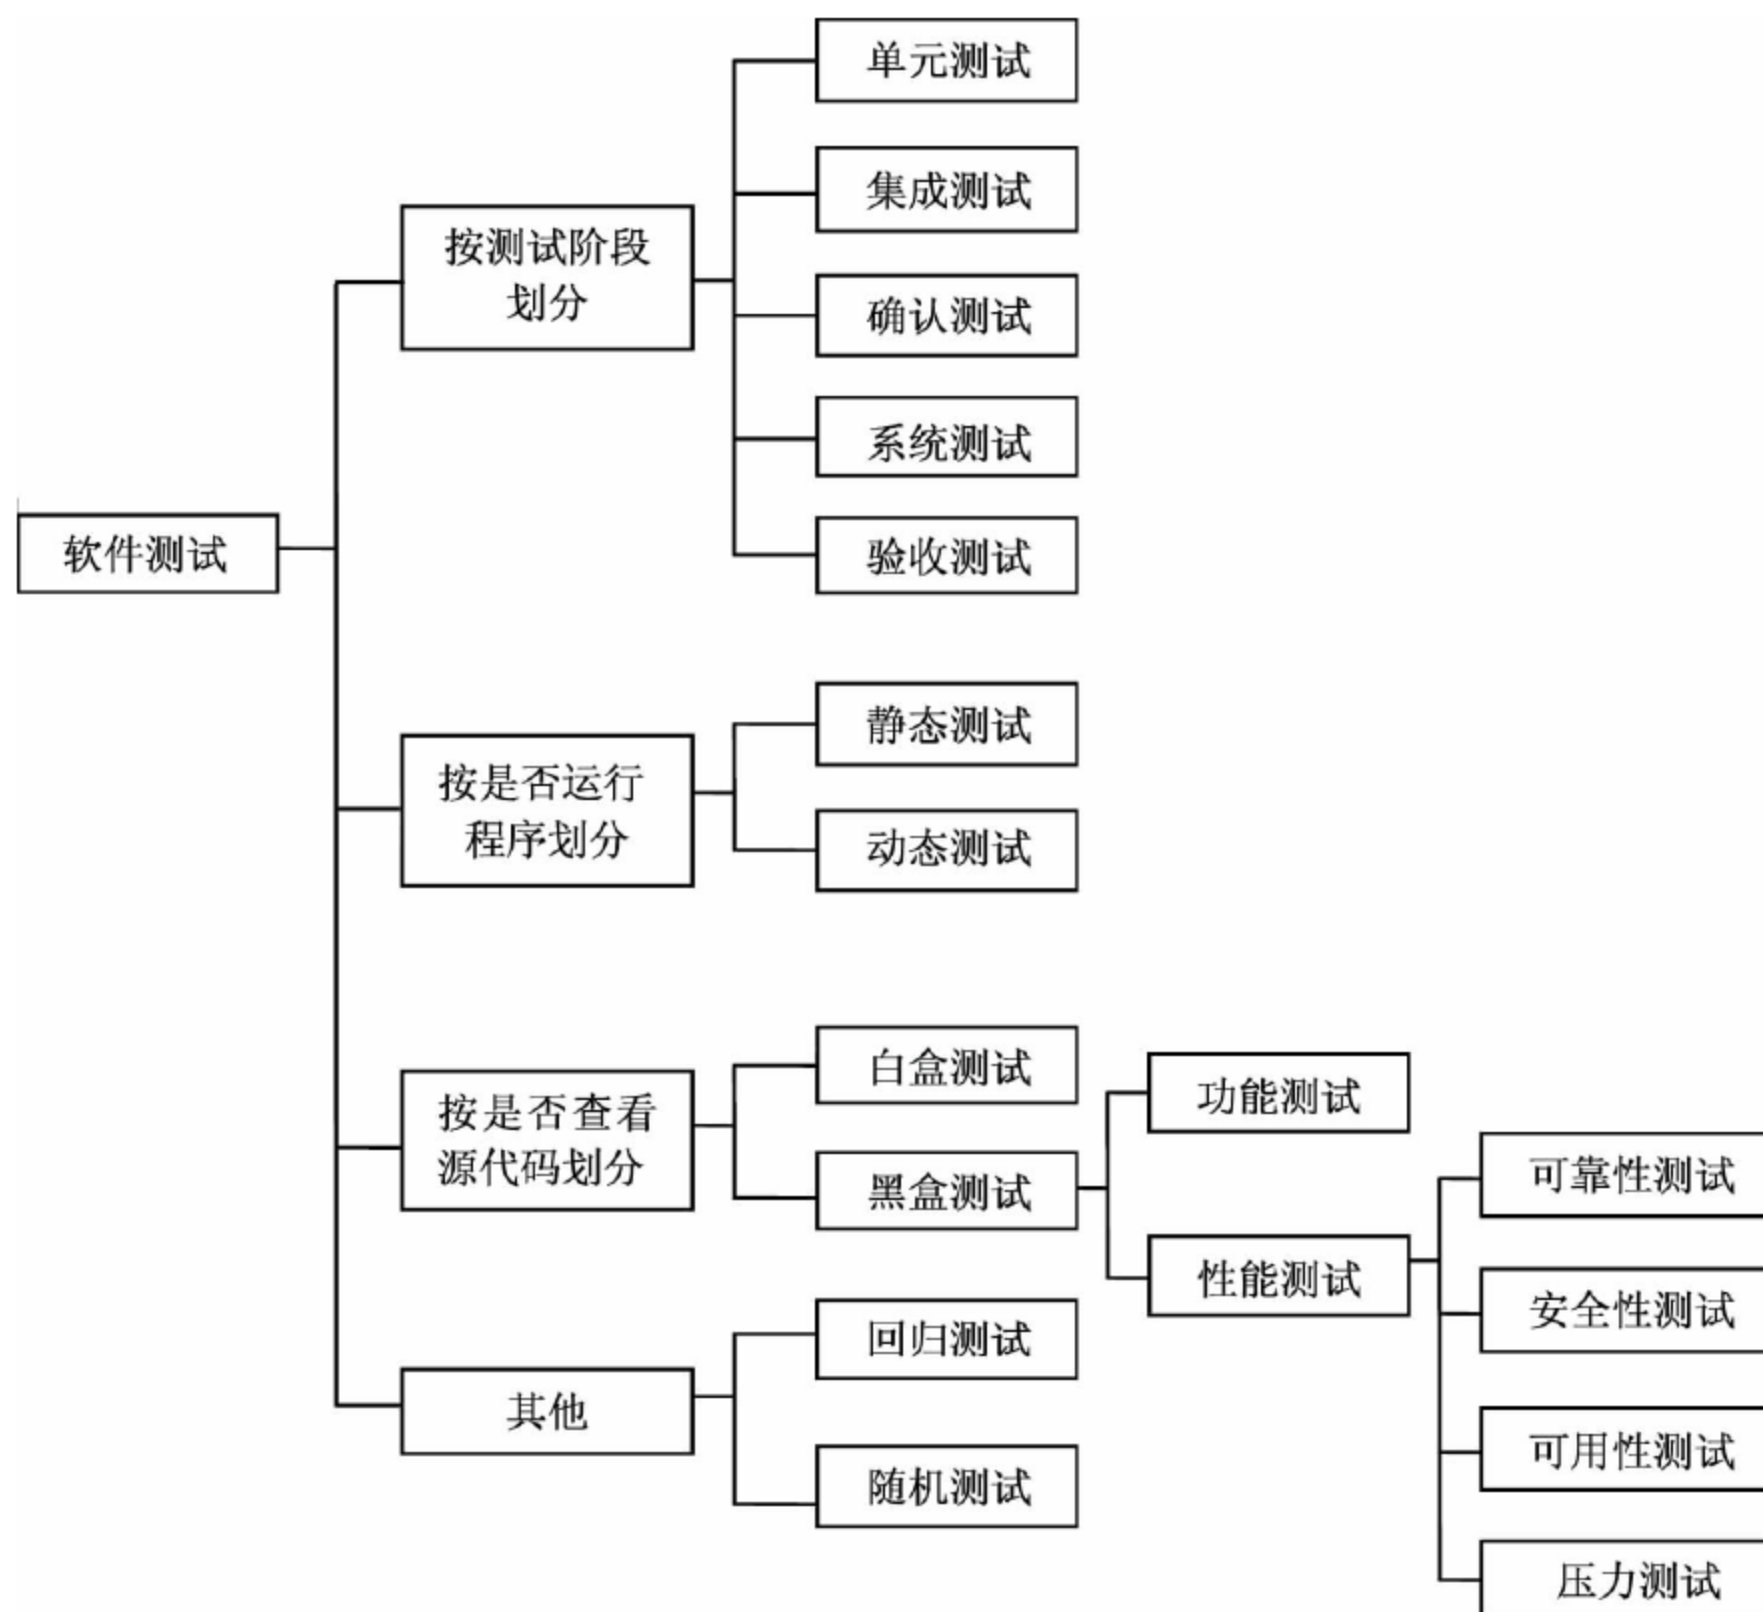 软件测试
按测试阶段
划分
单元测试
集成测试
确认测试
系统测试
验收测试
按是否运行
程序划分
静态测试
动态测试
按是否查看
源代码划分
白盒测试
黑盒测试
功能测试
性能测试
可靠性测试
安全性测试
可用性测试
压力测试
其他
回归测试
随机测试